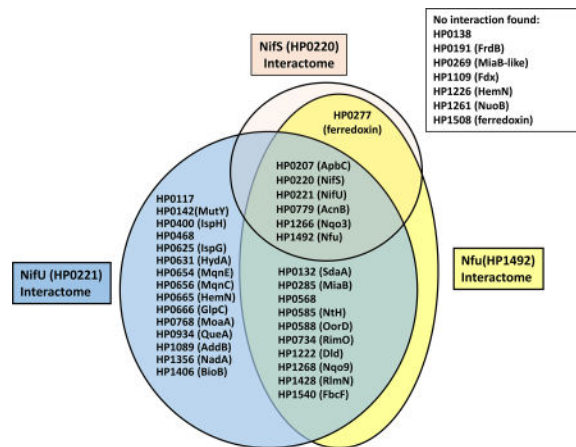 NifS (HP0220)
Interactome
No interaction found:
HP0138
HP0191 (FrdB)
HP0269 (MiaB-like)
HP1109 (Fdx)
HP1226 (HemN)
HP1261 (NuoB)
HP1508 (ferredoxin)
HP0277
(ferredoxin)
HP0207 (ApbC)
HP0220 (NifS)
HP0221 (NifU)
HP0779 (AcnB)
HP1266 (Nqo3)
HP1492 (Nfu)
NifU (HP0221)
Interactome
HP0117
HP0142(MutY)
HP0400 (IspH)
HP0468
HP0625 (IspG)
HP0631 (HydA)
HP0654 (MqnE)
HP0656 (MqnC)
HP0665 (HemN)
HP0666 (GlpC)
HP0768 (MoaA)
HP0934 (QueA)
HP1089 (AddB)
HP1356 (NadA)
HP1406 (BioB)
Nfu(HP1492)
Interactome
HP0132 (SdaA)
HP0285 (MiaB)
HP0568
HP0585 (NtH)
HP0588 (OorD)
HP0734 (RimO)
HP1222 (Dld)
HP1268 (Nqo9)
HP1428 (RlmN)
HP1540 (FbcF)